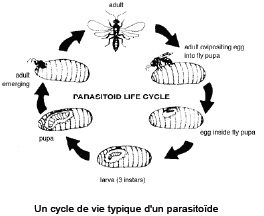 adult
adult ovipositing egg
into fly pupa
adult
emerging
PARASITOID LIFE CYCLE
egg inside fly pupa
pupa
larva (3 instars)
Un cycle de vie typique d'un parasitoïde